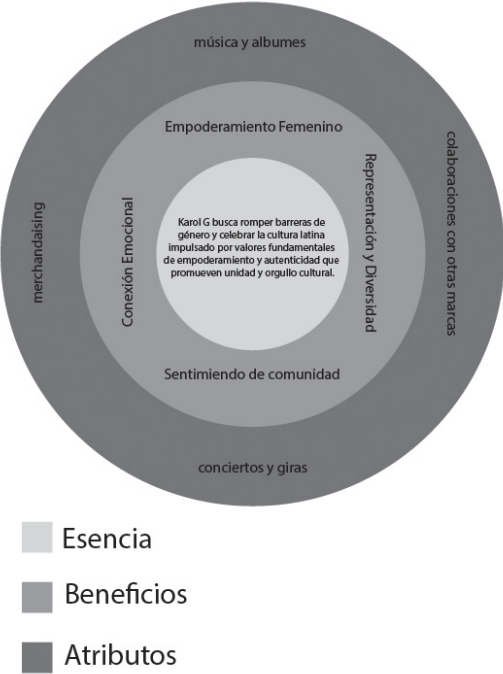 música y albumes
Empoderamiento Femenino
merchandaising
Conexión Emocional
Karol G busca romper barreras de
género y celebrar la cultura latina
impulsado por valores fundamentales
de empoderamiento y autenticidad que
promueven unidad y orgullo cultural.
Representación y Diversidad
colaboraciones con otras marcas
Sentimiendo de comunidad
conciertos y giras
Esencia
Beneficios
Atributos